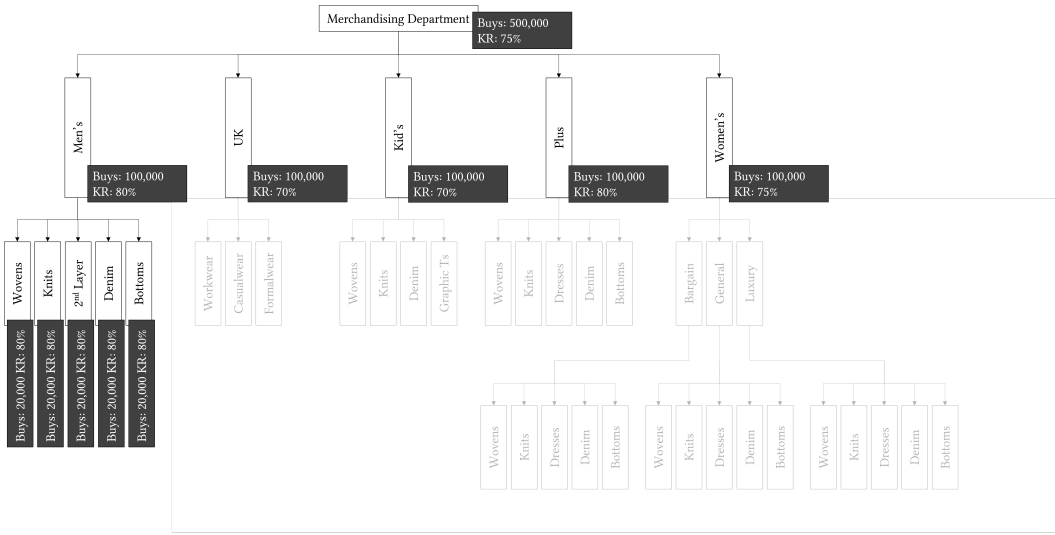 Merchandising Department
Buys: 500,000
KR: 75%
Men's
UK
Kid's
Plus
Women's
Buys: 100,000
KR: 80%
Buys: 100,000
KR: 70%
Buys: 100,000
KR: 70%
Buys: 100,000
KR: 80%
Buys: 100,000
KR: 75%
Wovens
Knits
2nd Layer
Denim
Bottoms
Workwear
Casualwear
Formalwear
Wovens
Knits
Denim
Graphic Ts
Wovens
Knits
Dresses
Denim
Bottoms
Bargain
General
Luxury
Buys: 20,000 KR: 80%
Buys: 20,000 KR: 80%
Buys: 20,000 KR: 80%
Buys: 20,000 KR: 80%
Buys: 20,000 KR: 80%
Wovens
Knits
Dresses
Denim
Bottoms
Wovens
Knits
Dresses
Denim
Bottoms
Wovens
Knits
Dresses
Denim
Bottoms